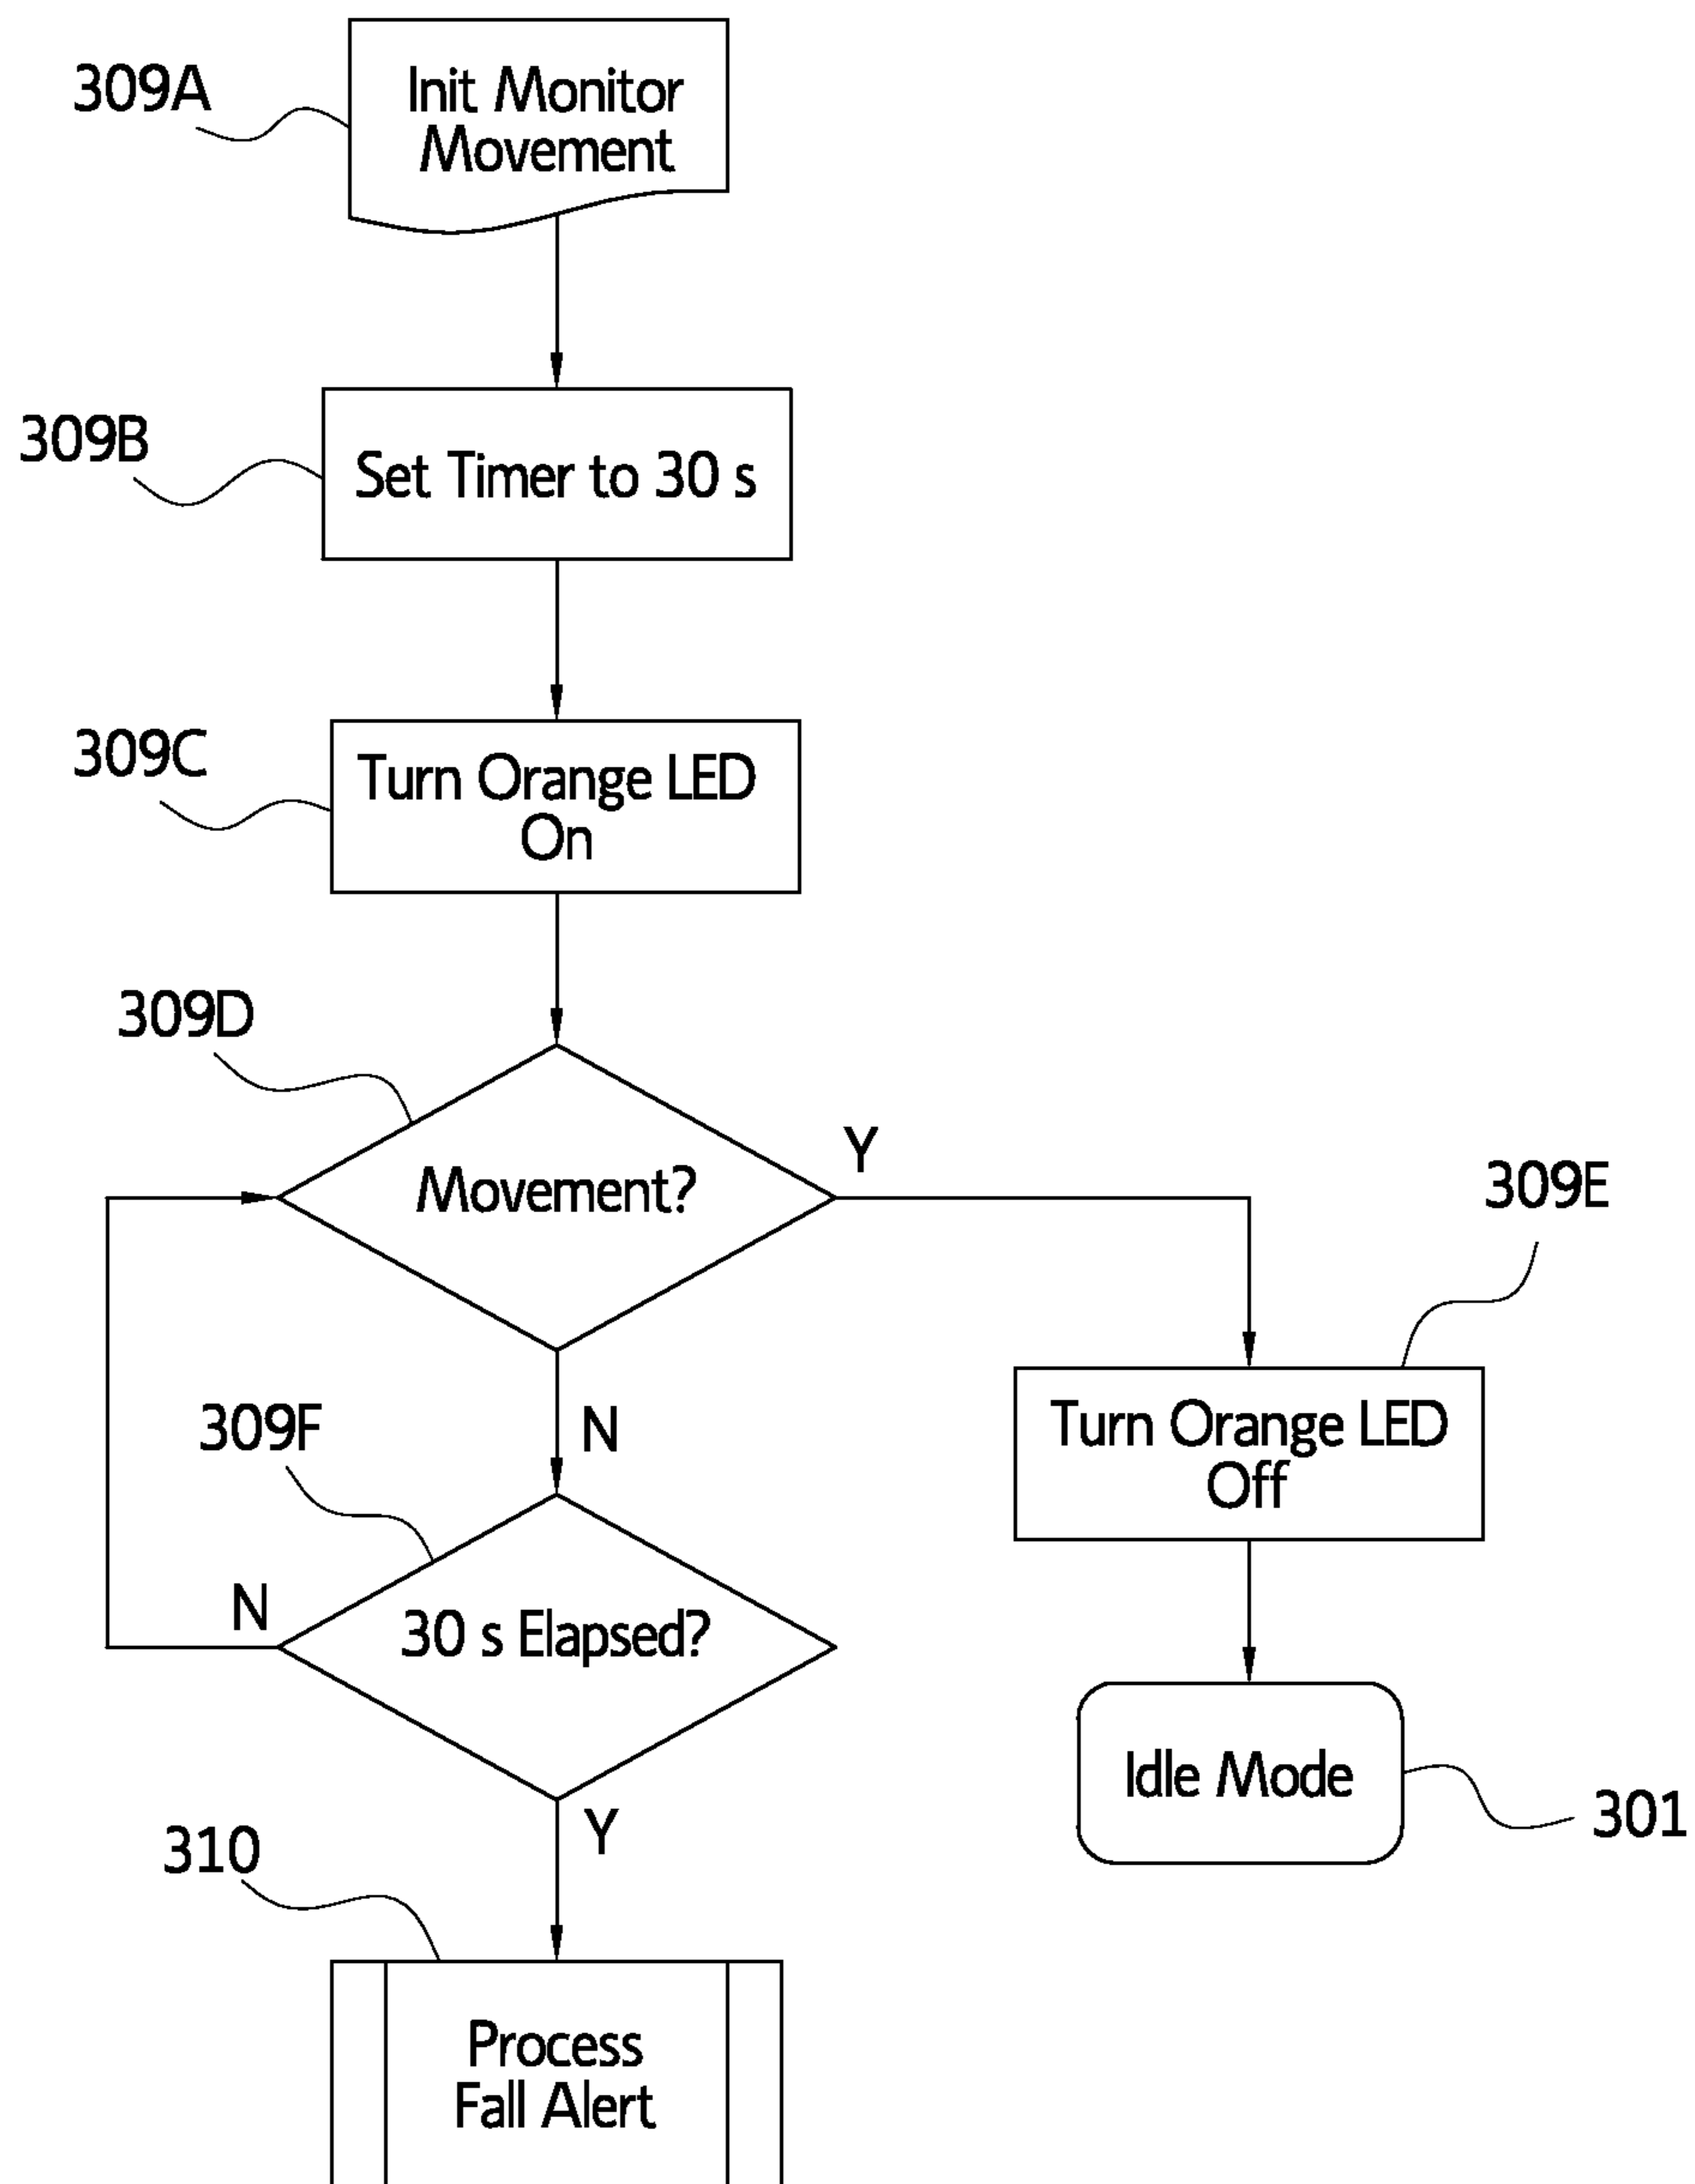 309A
Init Monitor
Movement
309B
Set Timer to 30 s
309C
Turn Orange LED
On
309D
Movement?
Y
309E
N
309F
Turn Orange LED
Off
N
30 s Elapsed?
Idle Mode
301
Y
310
Process
Fall Alert